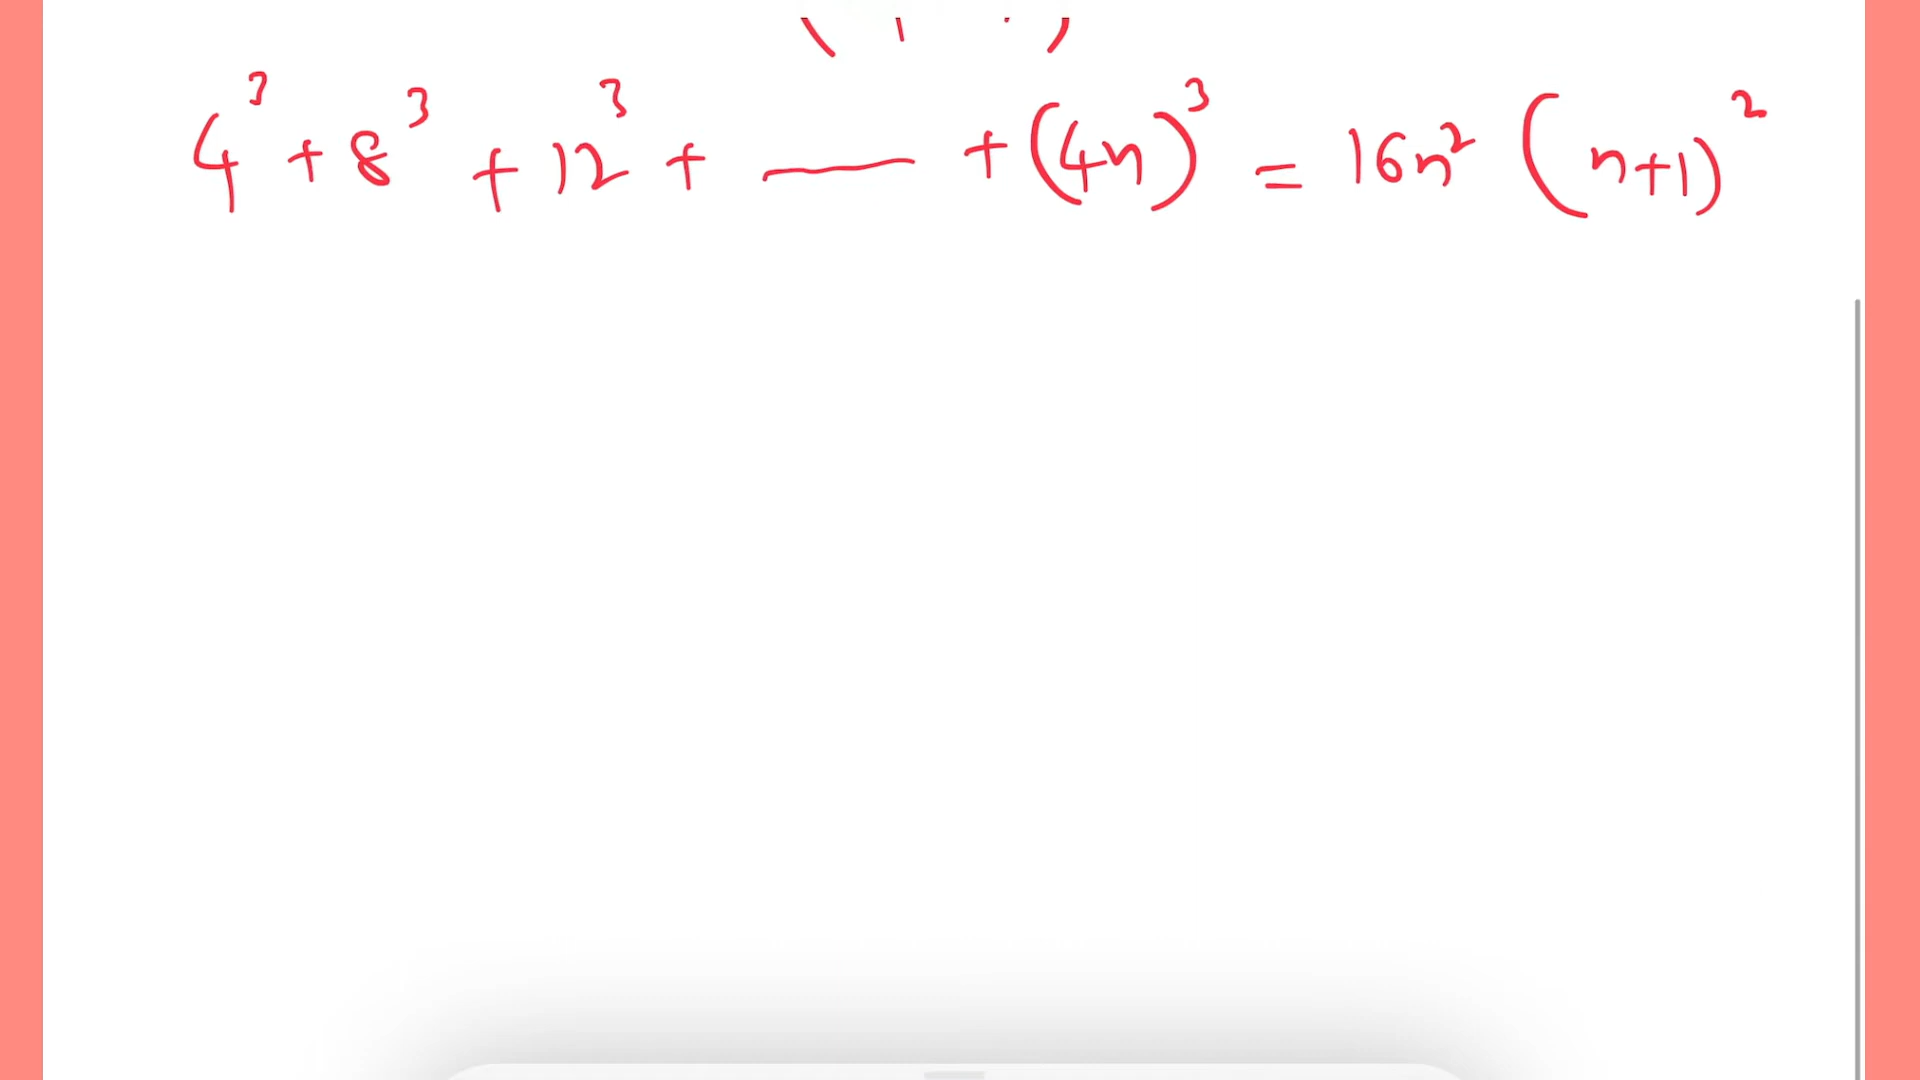 4³ + 8³ + 12³ + —— + (4n)³ = 16n² (n+1)²